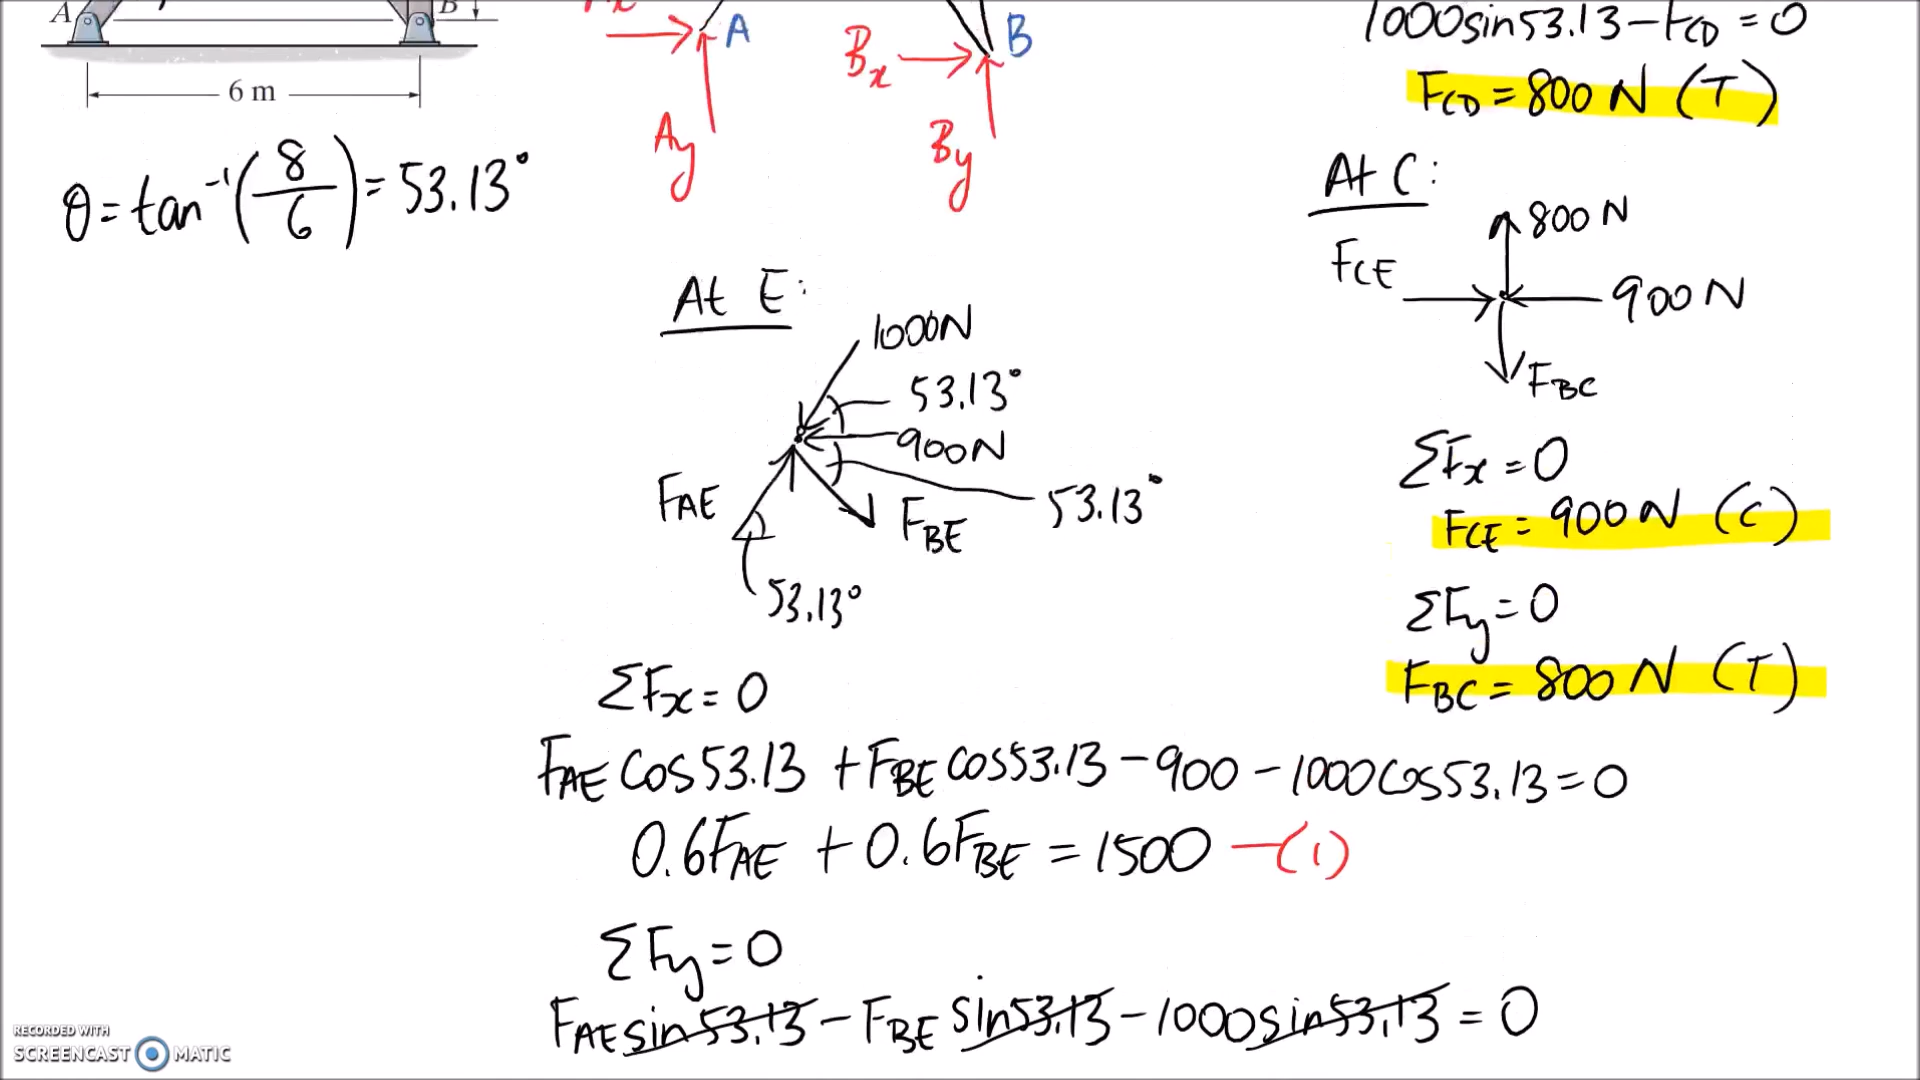 A
B
6 m
θ = tan⁻¹(8/6) = 53.13°
A
Ay
Bx
B
By
1000sin53.13 - FCD = 0
FCD = 800 N (T)
At C:
800 N
FCE
900 N
FBC
ΣFx = 0
FCE = 900 N (C)
ΣFy = 0
FBC = 800 N (T)
At E:
1000N
53.13°
900N
FAE
FBE
53.13°
53.13°
ΣFx = 0
FAE cos53.13 + FBE cos53.13 - 900 - 1000cos53.13 = 0
0.6FAE + 0.6FBE = 1500 -(1)
ΣFy = 0
FAE sin53.13 - FBE sin53.13 - 1000sin53.13 = 0
RECORDED WITH
SCREENCAST MATIC